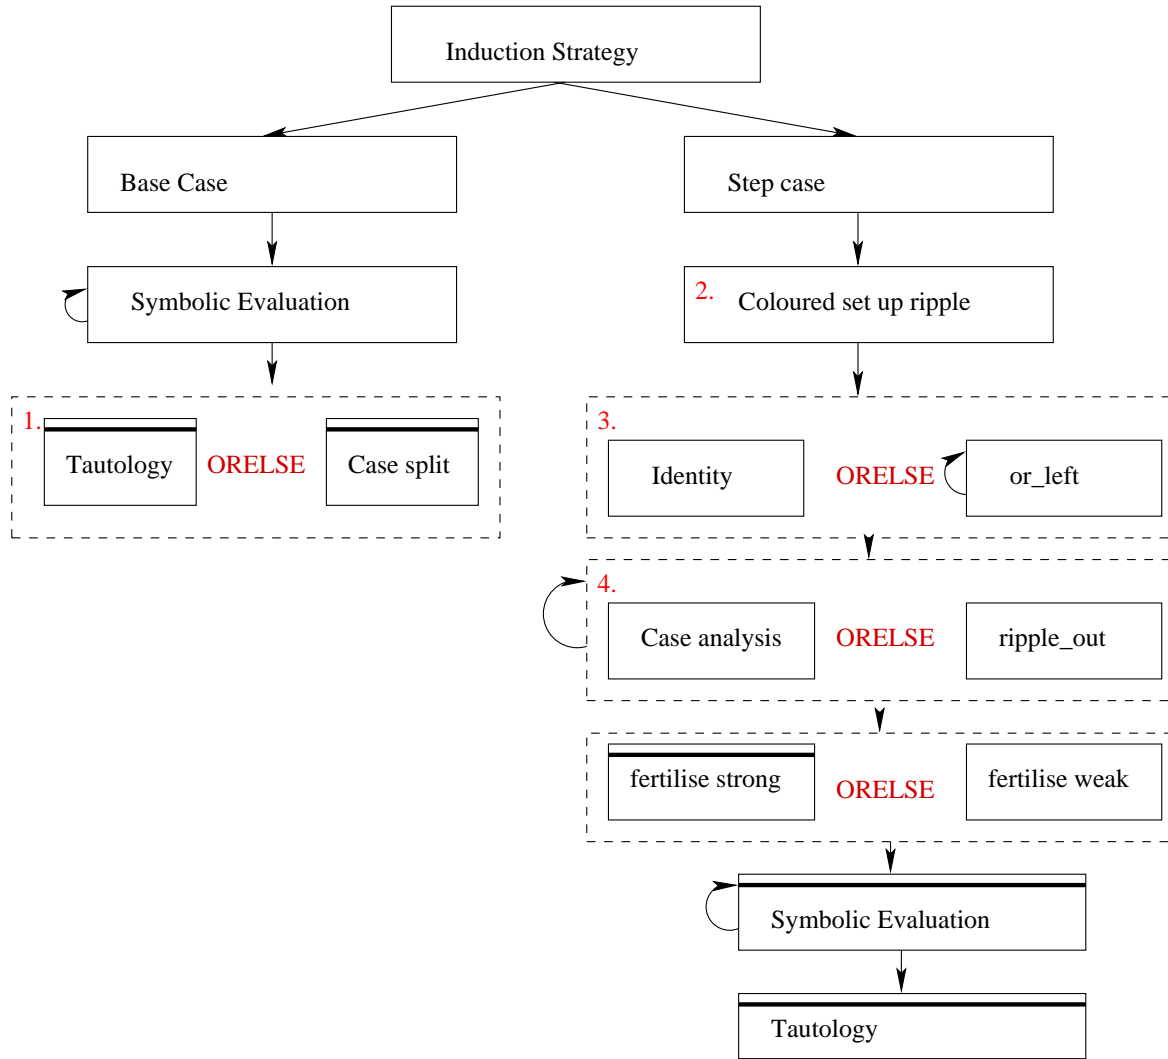 Induction Strategy
Base Case
Step case
Symbolic Evaluation
2. Coloured set up ripple
1.
Tautology ORELSE Case split
3.
Identity ORELSE or_left
4.
Case analysis ORELSE ripple_out
fertilise strong ORELSE fertilise weak
Symbolic Evaluation
Tautology